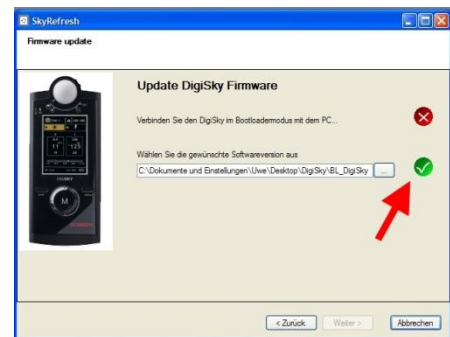 SkyRefresh
Firmware update
Update DigiSky Firmware
Verbinden Sie den DigiSky im Bootloadermodus mit dem PC...
Wählen Sie die gewünschte Softwareversion aus
C:\Dokumente und Einstellungen\Uwe\Desktop\DigiSky\BL_DigiSky
...
< Zurück
Weiter >
Abbrechen